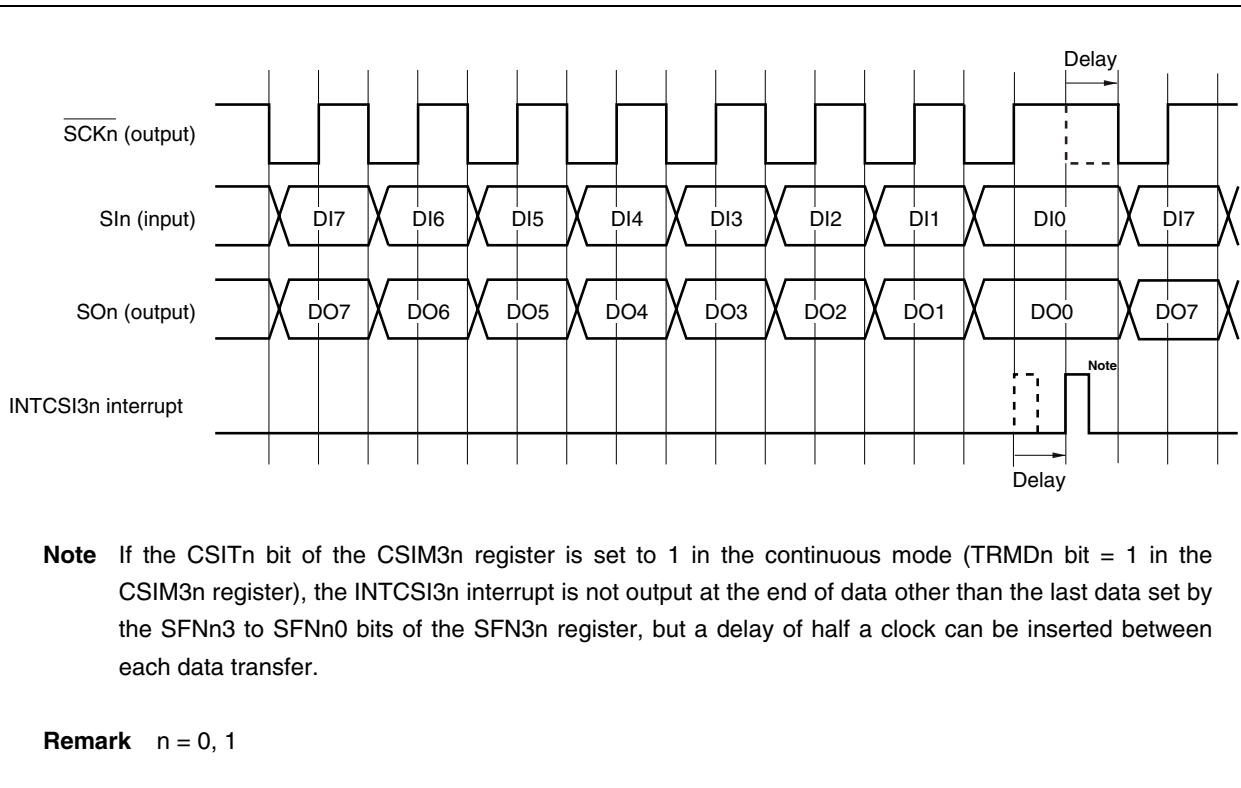 Delay
SCKn (output)
SIn (input)
DI7 DI6 DI5 DI4 DI3 DI2 DI1 DI0 DI7
SOn (output)
DO7 DO6 DO5 DO4 DO3 DO2 DO1 DO0 DO7
Note
INTCSI3n interrupt
Delay
Note If the CSITn bit of the CSIM3n register is set to 1 in the continuous mode (TRMDn bit = 1 in the
CSIM3n register), the INTCSI3n interrupt is not output at the end of data other than the last data set by
the SFNn3 to SFNn0 bits of the SFN3n register, but a delay of half a clock can be inserted between
each data transfer.
Remark n = 0, 1